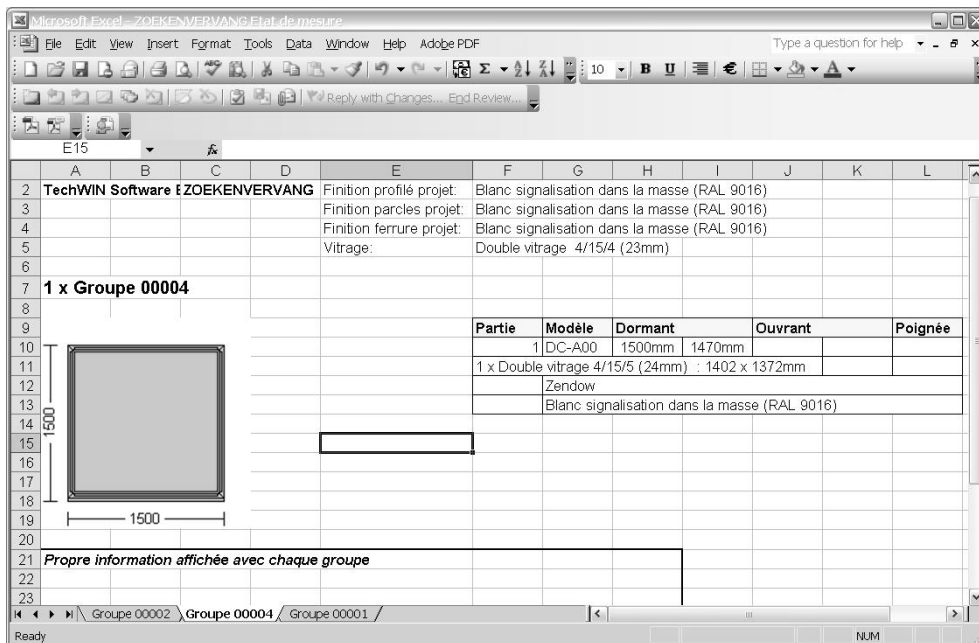 Microsoft Excel - ZOEKENVERVANG Etat de mesure
File Edit View Insert Format Tools Data Window Help Adobe PDF Type a question for help
10 B U €
Reply with Changes... End Review...
E15 fx
A B C D E F G H I J K L
2 TechWIN Software E ZOEKENVERVANG Finition profilé projet: Blanc signalisation dans la masse (RAL 9016)
3 Finition parcles projet: Blanc signalisation dans la masse (RAL 9016)
4 Finition ferrure projet: Blanc signalisation dans la masse (RAL 9016)
5 Vitrage: Double vitrage 4/15/4 (23mm)
6
7 1 x Groupe 00004
8
9 Partie Modèle Dormant Ouvrant Poignée
10 1 DC-A00 1500mm 1470mm
11 1 x Double vitrage 4/15/5 (24mm) : 1402 x 1372mm
12 Zendow
13 Blanc signalisation dans la masse (RAL 9016)
14
1500
15
16
17
18
19 1500
20
21 Propre information affichée avec chaque groupe
22
23
Groupe 00002 Groupe 00004 Groupe 00001
Ready NUM